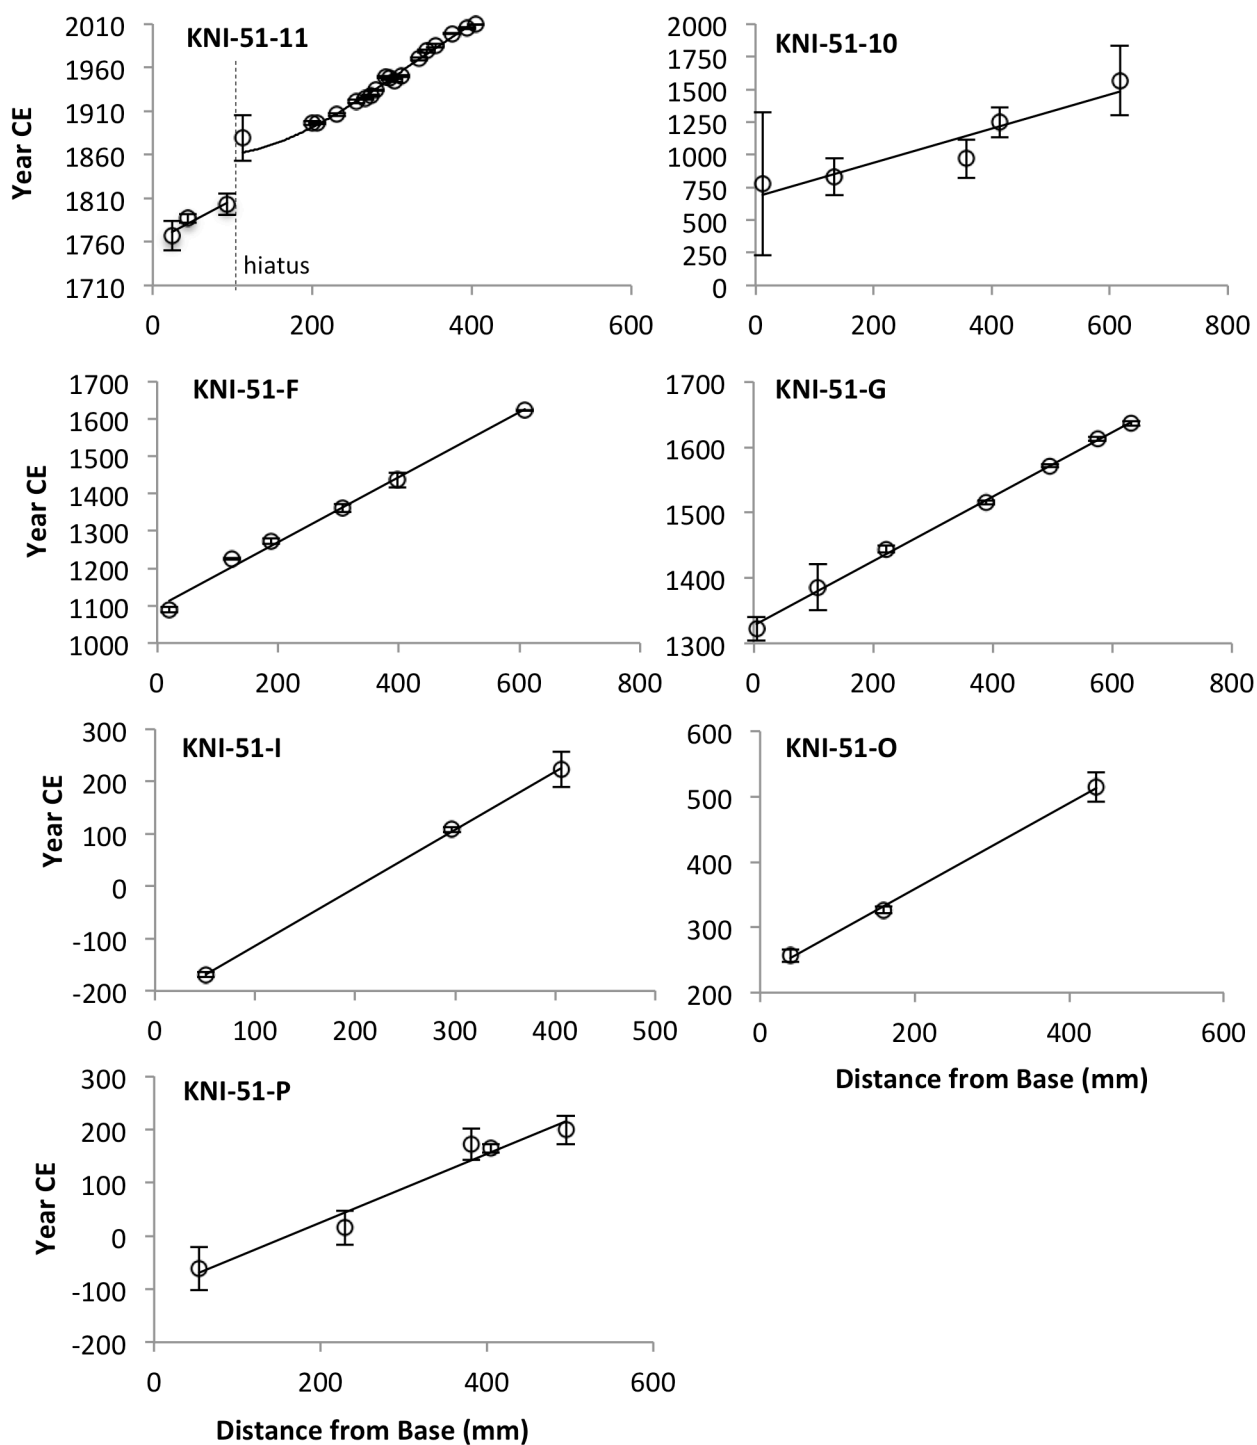 KNI-51-11
Year CE
2010
1960
1910
1860
1810
1760
1710
hiatus
0 200 400 600
KNI-51-10
2000
1750
1500
1250
1000
750
500
250
0
0 200 400 600 800
KNI-51-F
Year CE
1700
1600
1500
1400
1300
1200
1100
1000
0 200 400 600 800
KNI-51-G
1700
1600
1500
1400
1300
0 200 400 600 800
KNI-51-I
Year CE
300
200
100
0
-100
-200
0 100 200 300 400 500
KNI-51-O
600
500
400
300
200
0 200 400 600
Distance from Base (mm)
KNI-51-P
Year CE
300
200
100
0
-100
-200
0 200 400 600
Distance from Base (mm)